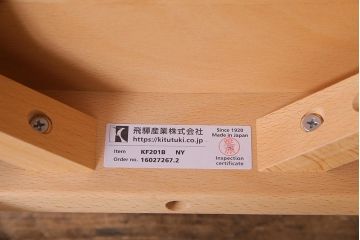 飛驒産業株式会社
https://kitutuki.co.jp
Item KF201B NY
Order no. 16027267.2
Since 1920
Made in Japan
Inspection
certificate